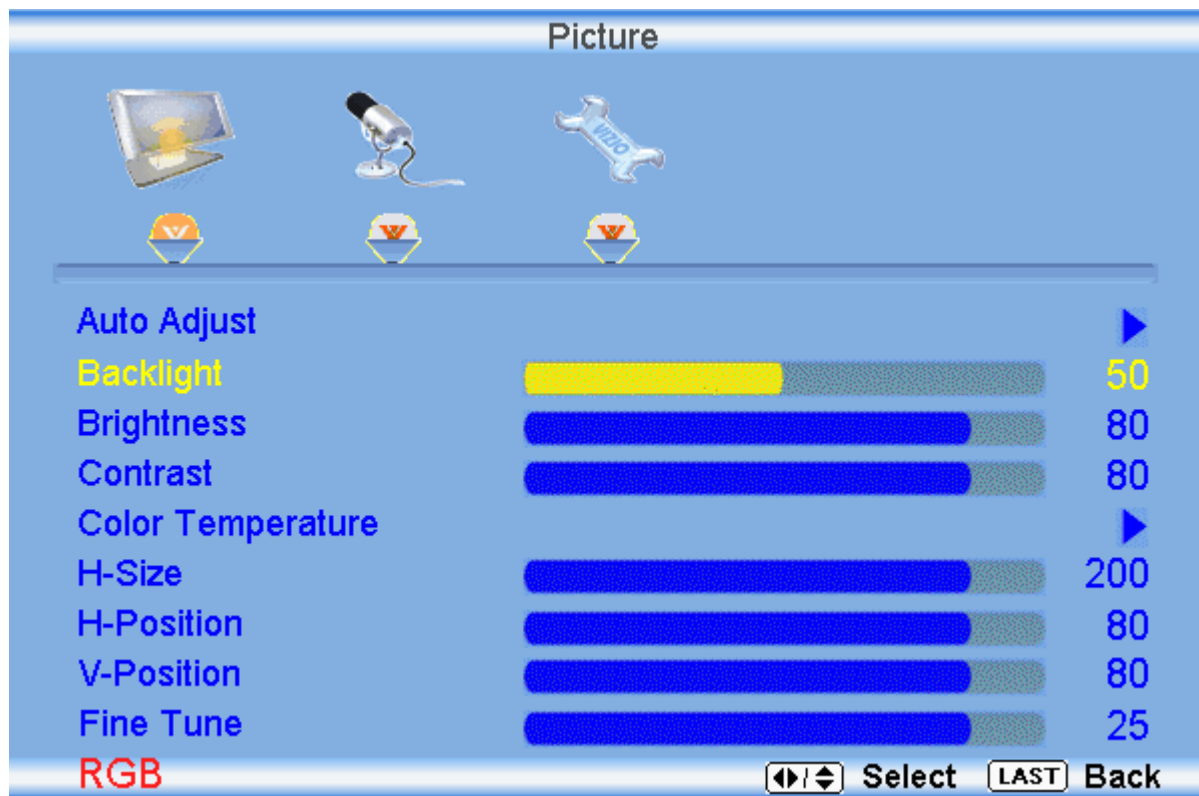 Picture
VIZIO
Auto Adjust
Backlight 50
Brightness 80
Contrast 80
Color Temperature
H-Size 200
H-Position 80
V-Position 80
Fine Tune 25
RGB Select LAST Back